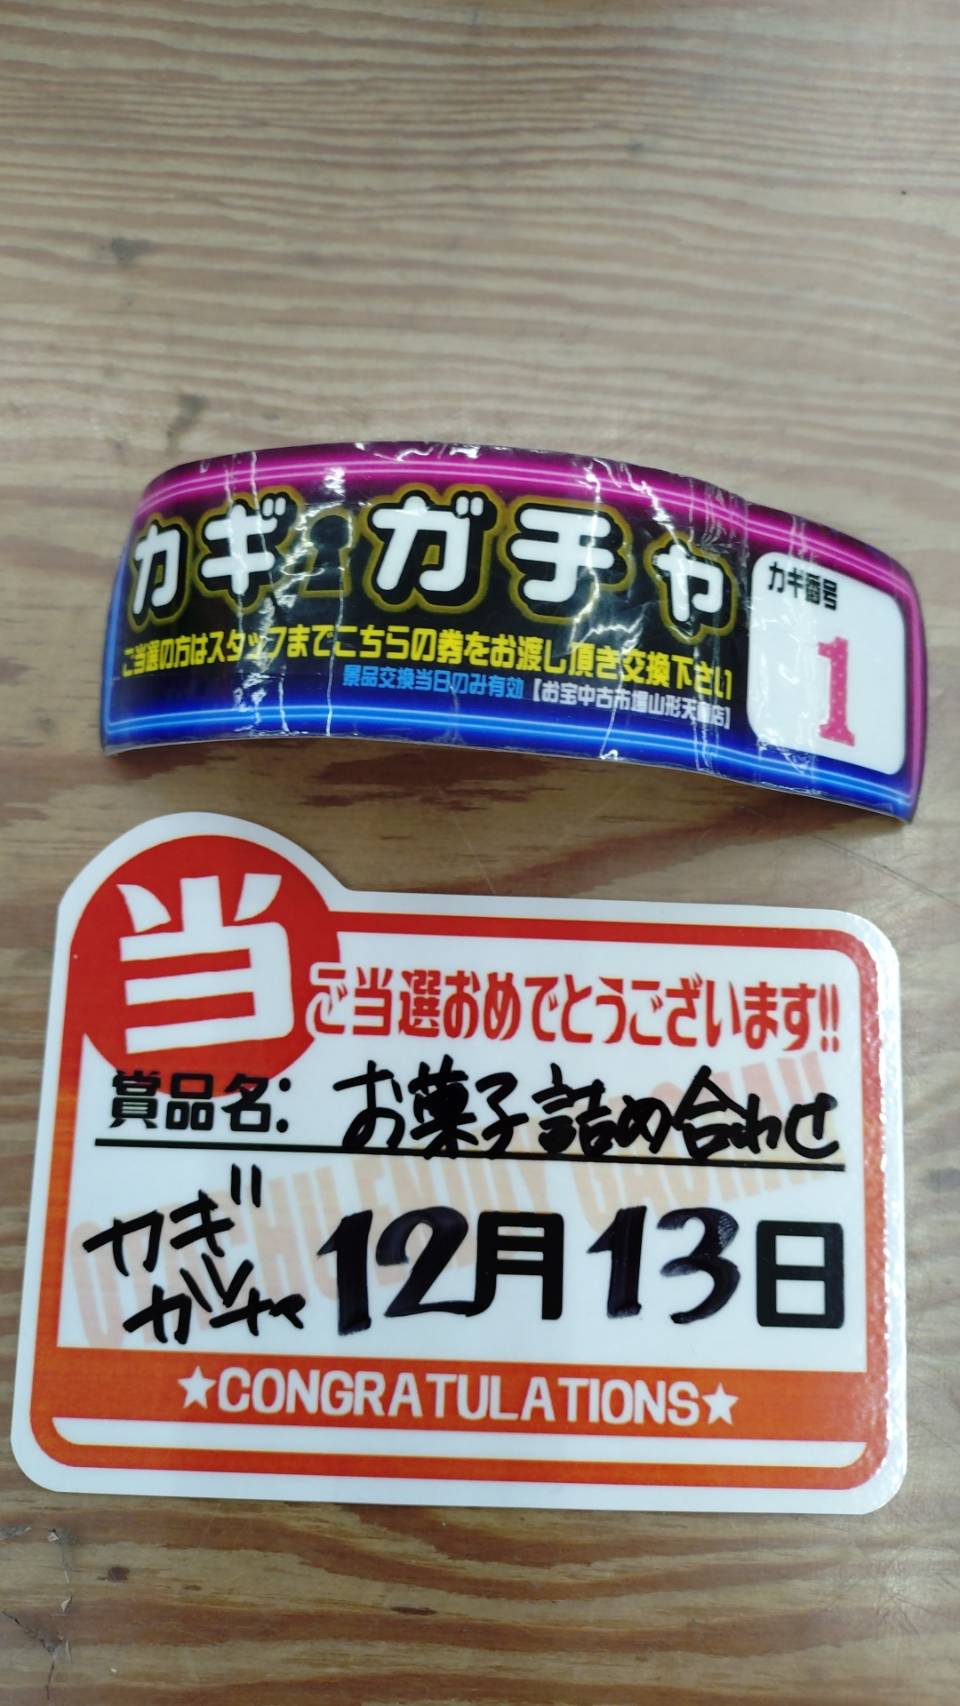 カギガチャ
カギ番号
1
ご当選の方はスタッフまでこちらの券をお渡し頂き交換下さい
景品交換当日のみ有効【お宝中古市場山形天童店】
当
ご当選おめでとうございます!!
賞品名: お菓子詰め合わせ
カギガチャ
12月13日
★CONGRATULATIONS★